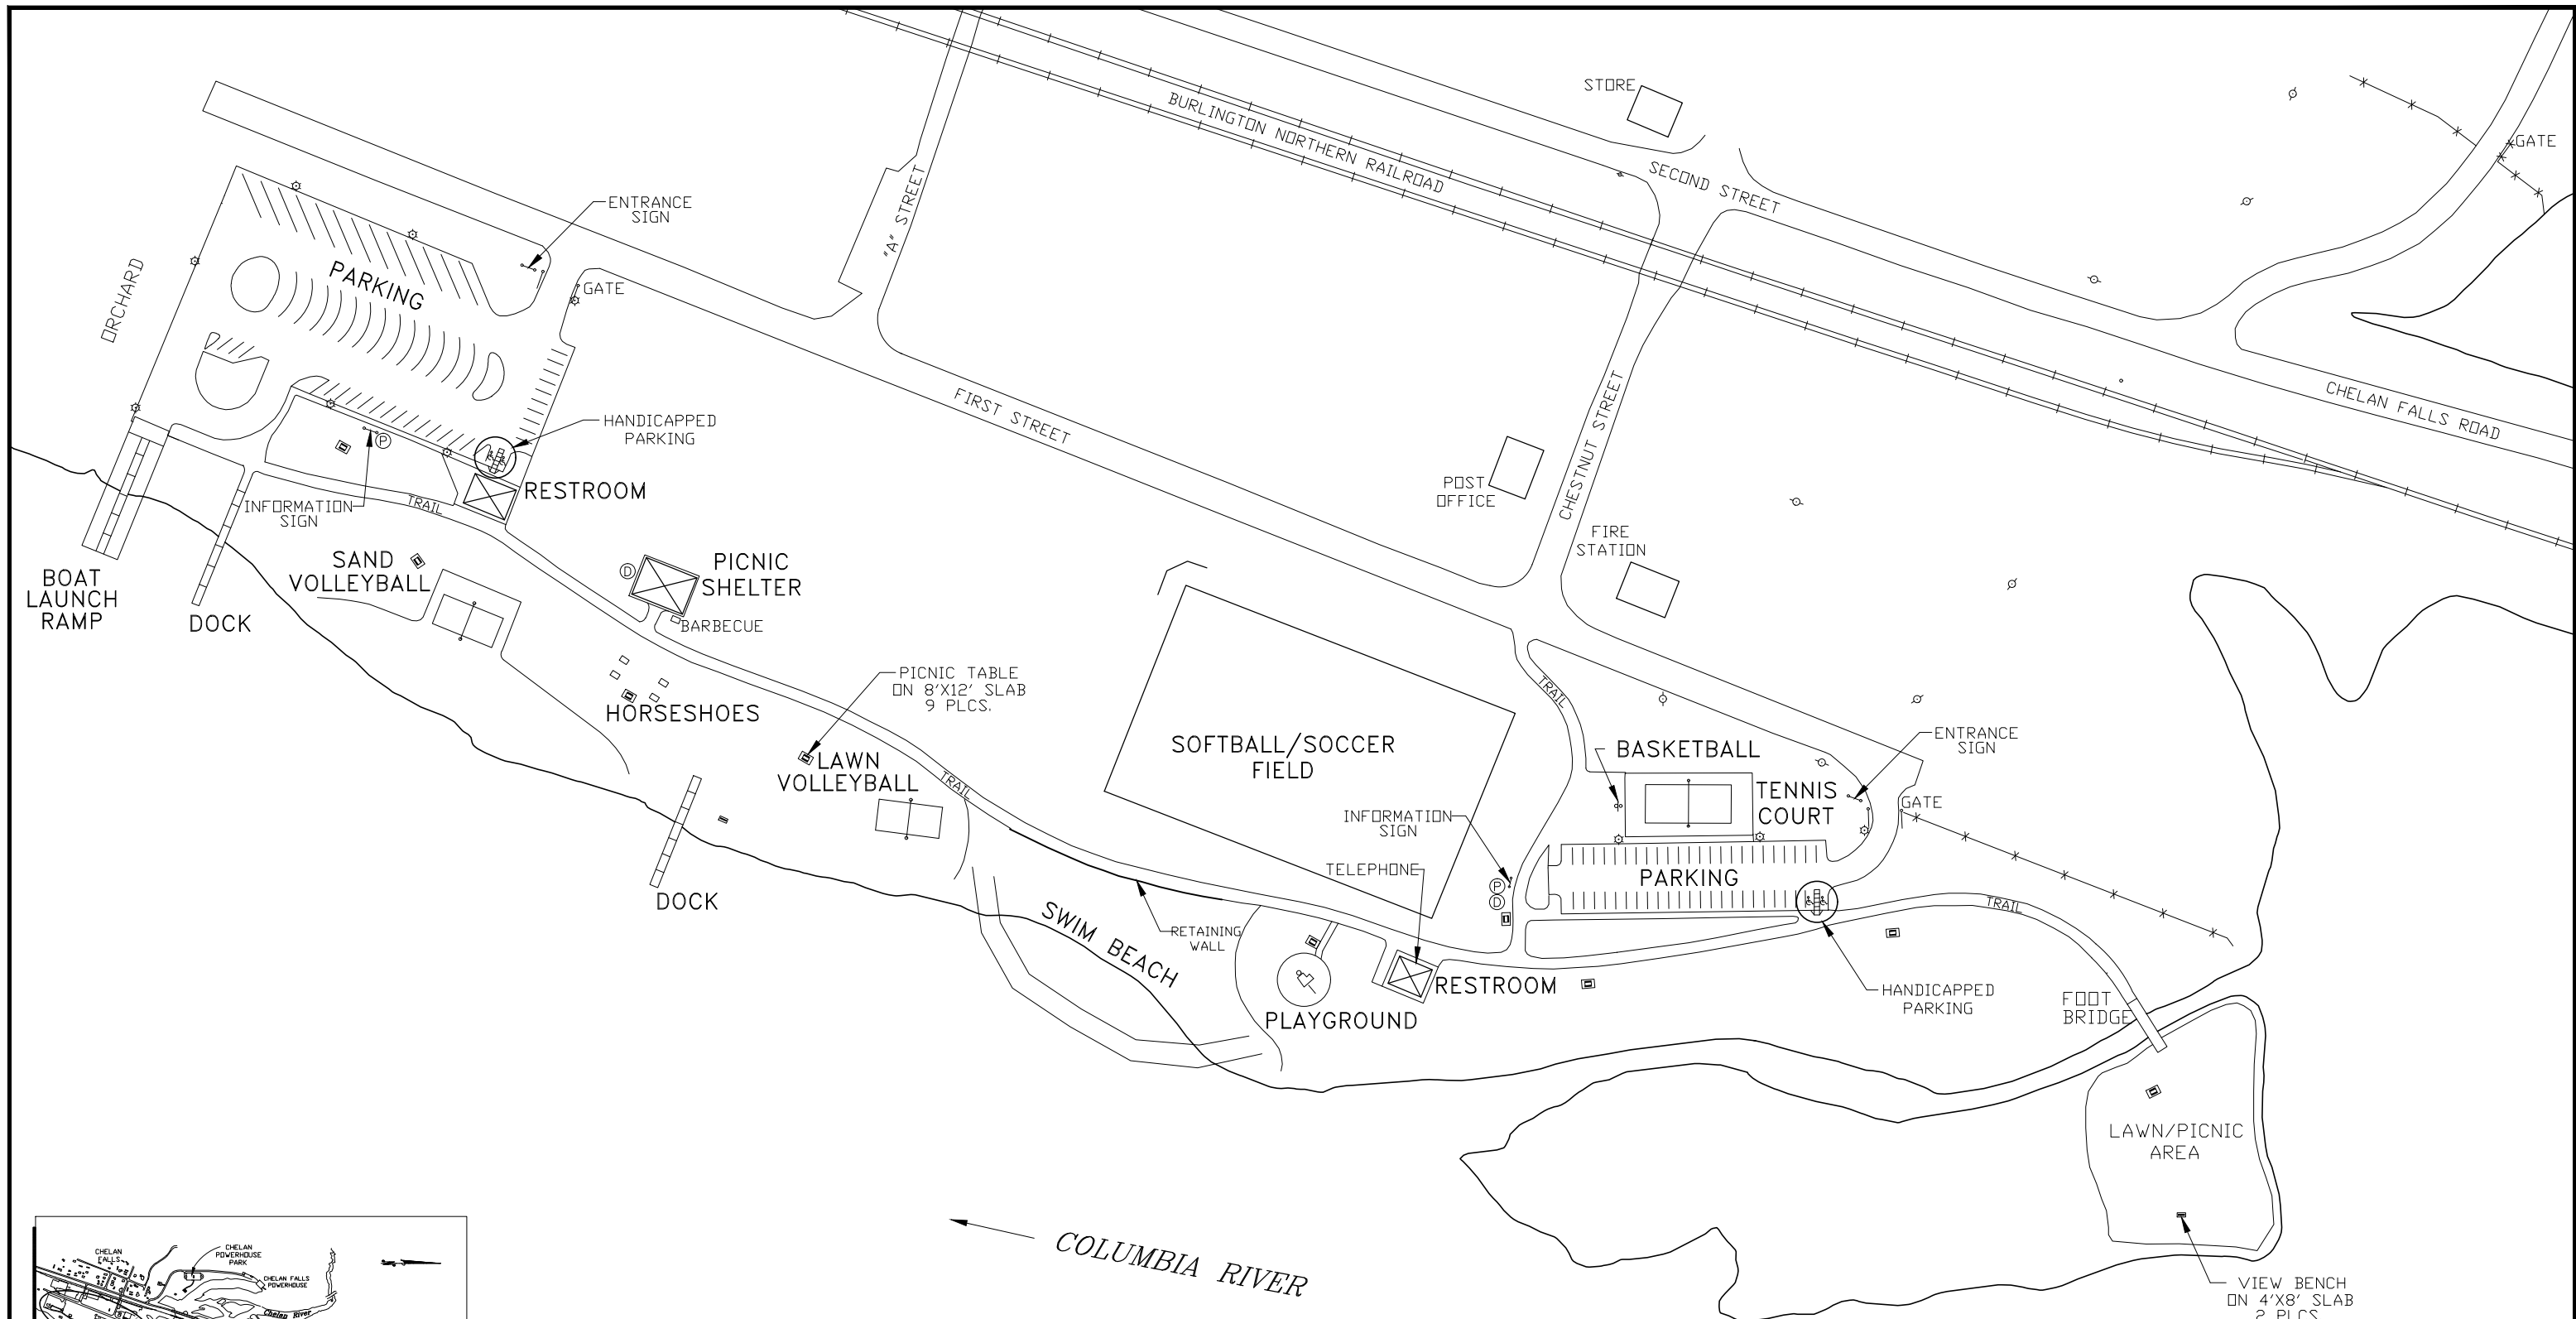 STORE
BURLINGTON NORTHERN RAILROAD
SECOND STREET
GATE
"A" STREET
ENTRANCE
SIGN
ORCHARD
PARKING
GATE
CHELAN FALLS ROAD
FIRST STREET
CHESTNUT STREET
HANDICAPPED
PARKING
P
POST
OFFICE
RESTROOM
INFORMATION
SIGN
TRAIL
FIRE
STATION
SAND
VOLLEYBALL
D
PICNIC
SHELTER
BOAT
LAUNCH
RAMP
DOCK
BARBECUE
PICNIC TABLE
ON 8'X12' SLAB
9 PLCS.
HORSESHOES
TRAIL
SOFTBALL/SOCCER
FIELD
BASKETBALL
ENTRANCE
SIGN
LAWN
VOLLEYBALL
TRAIL
TENNIS
COURT
GATE
INFORMATION
SIGN
TELEPHONE
PARKING
P
D
DOCK
SWIM BEACH
RETAINING
WALL
TRAIL
RESTROOM
PLAYGROUND
HANDICAPPED
PARKING
FOOT
BRIDGE
LAWN/PICNIC
AREA
COLUMBIA RIVER
VIEW BENCH
ON 4'X8' SLAB
2 PLCS.
CHELAN
FALLS
CHELAN
POWERHOUSE
PARK
CHELAN FALLS
POWERHOUSE
Chelan River